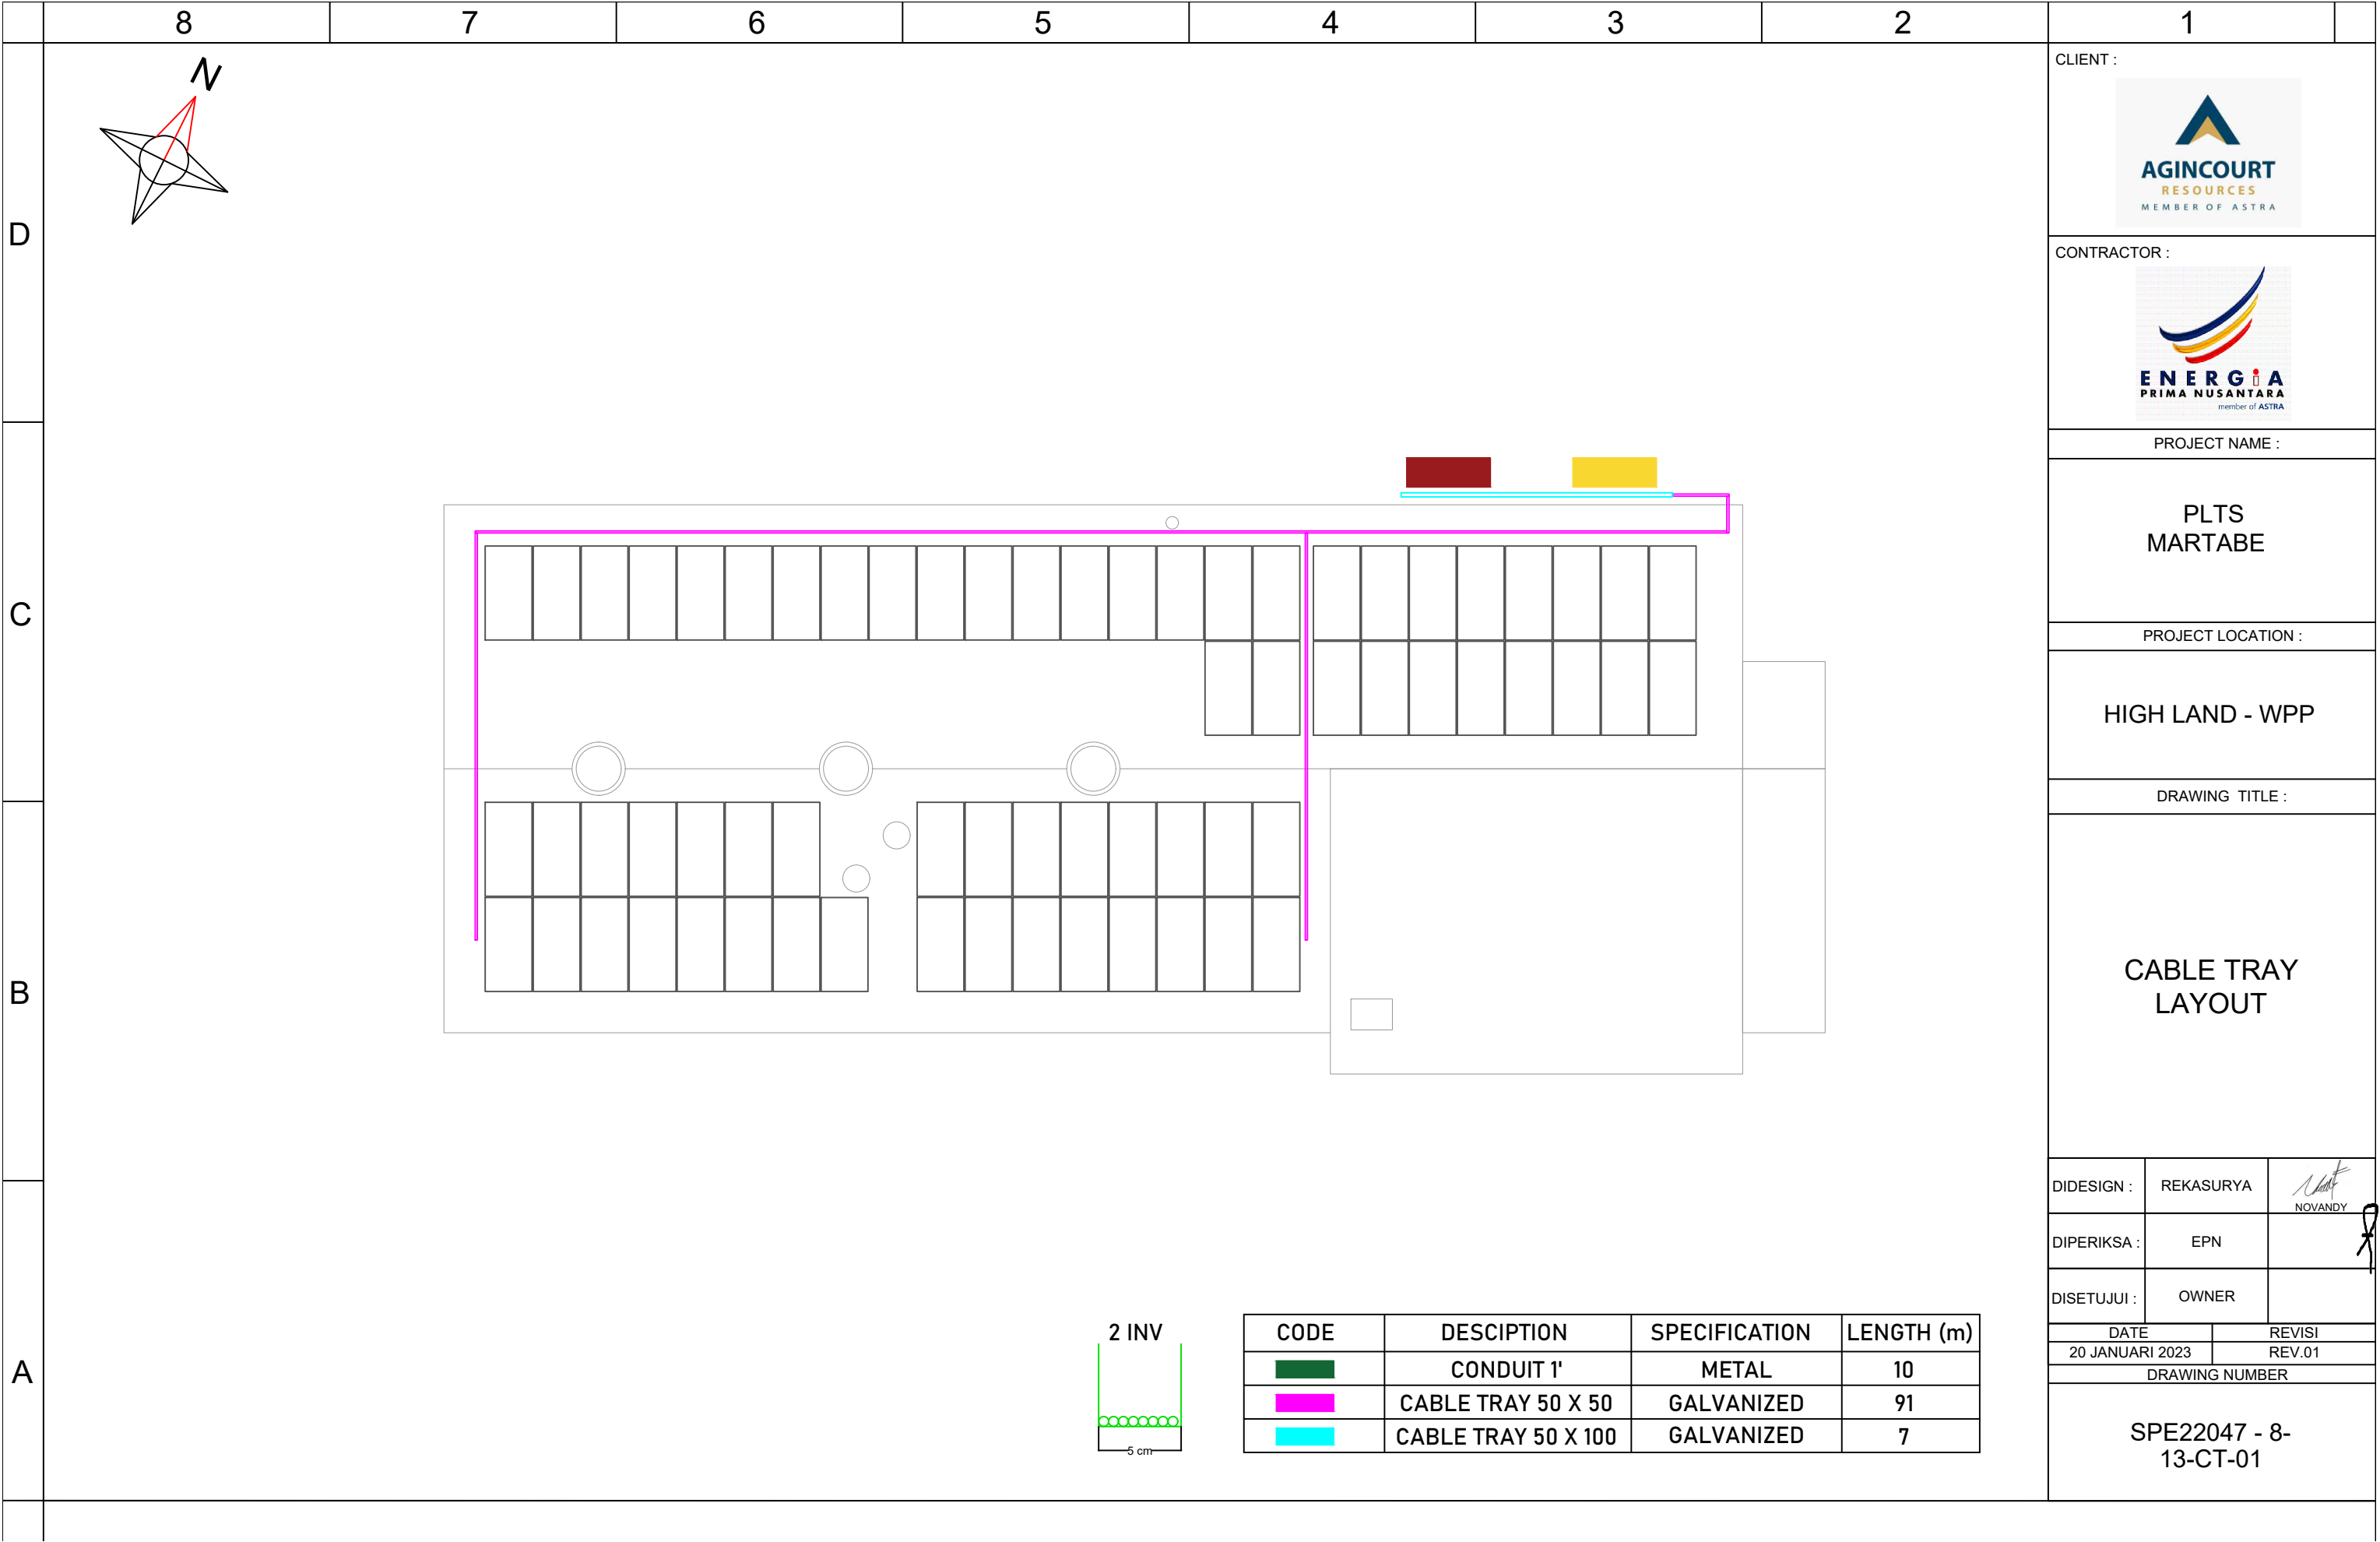 8 7 6 5 4 3 2 1
N
D
C
B
A
CLIENT :
AGINCOURT
RESOURCES
MEMBER OF ASTRA
CONTRACTOR :
ENERGiA
PRIMA NUSANTARA
member of ASTRA
PROJECT NAME :
PLTS
MARTABE
PROJECT LOCATION :
HIGH LAND - WPP
DRAWING TITLE :
CABLE TRAY
LAYOUT
DIDESIGN : REKASURYA NOVANDY
DIPERIKSA : EPN
DISETUJUI : OWNER
DATE REVISI
20 JANUARI 2023 REV.01
DRAWING NUMBER
SPE22047 - 8-
13-CT-01
2 INV
5 cm
CODE DESCIPTION SPECIFICATION LENGTH (m)
CONDUIT 1' METAL 10
CABLE TRAY 50 X 50 GALVANIZED 91
CABLE TRAY 50 X 100 GALVANIZED 7